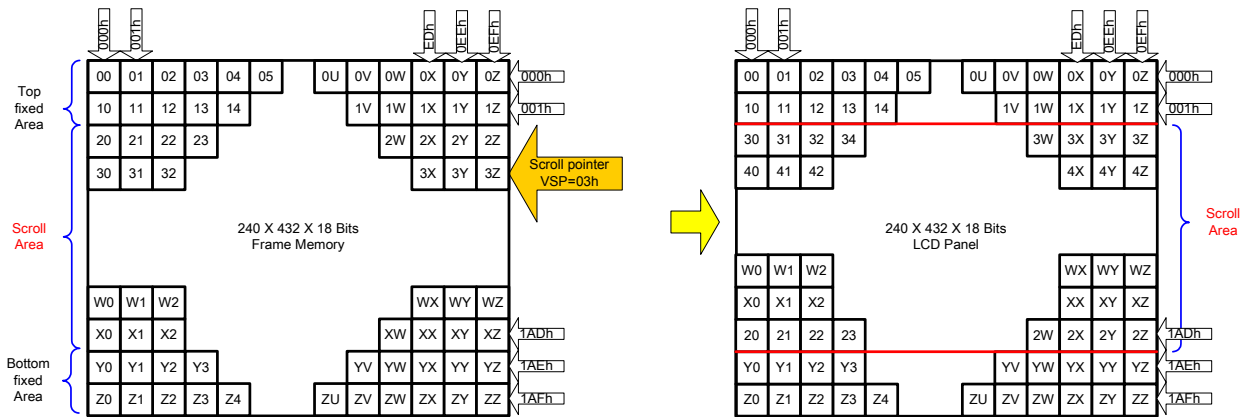 000h 001h EDh 0EEh 0EFh
00 01 02 03 04 05 0U 0V 0W 0X 0Y 0Z 000h
10 11 12 13 14 1V 1W 1X 1Y 1Z 001h
20 21 22 23 2W 2X 2Y 2Z
30 31 32 3X 3Y 3Z
Top
fixed
Area
Scroll pointer
VSP=03h
Scroll
Area
240 X 432 X 18 Bits
Frame Memory
W0 W1 W2 WX WY WZ
X0 X1 X2 XW XX XY XZ 1ADh
Y0 Y1 Y2 Y3 YV YW YX YY YZ 1AEh
Z0 Z1 Z2 Z3 Z4 ZU ZV ZW ZX ZY ZZ 1AFh
Bottom
fixed
Area
000h 001h EDh 0EEh 0EFh
00 01 02 03 04 05 0U 0V 0W 0X 0Y 0Z 000h
10 11 12 13 14 1V 1W 1X 1Y 1Z 001h
30 31 32 34 3W 3X 3Y 3Z
40 41 42 4X 4Y 4Z
240 X 432 X 18 Bits
LCD Panel
Scroll
Area
W0 W1 W2 WX WY WZ
X0 X1 X2 XX XY XZ
20 21 22 23 2W 2X 2Y 2Z 1ADh
Y0 Y1 Y2 Y3 YV YW YX YY YZ 1AEh
Z0 Z1 Z2 Z3 Z4 ZU ZV ZW ZX ZY ZZ 1AFh